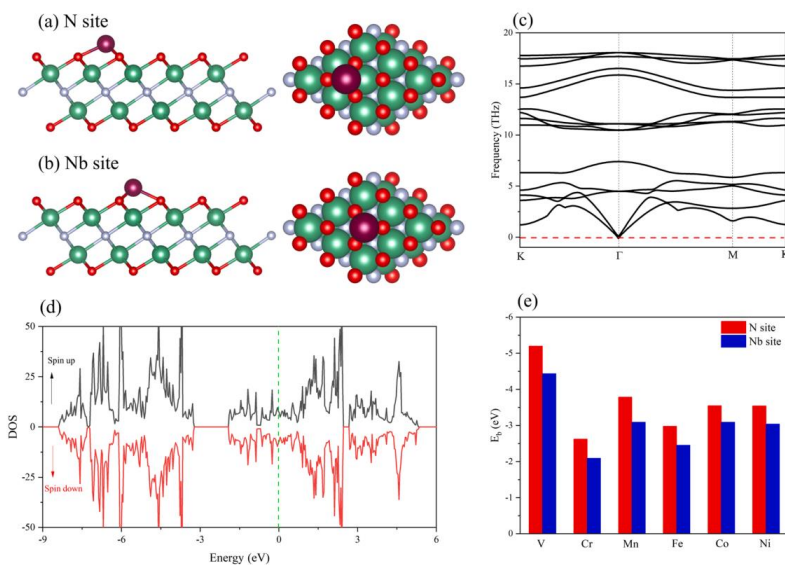 (a) N site
(b) Nb site
(c)
Frequency (THz)
20
15
10
5
0
K Γ M K
(d)
DOS
50
25
0
-25
-50
Spin up
Spin down
-9 -6 -3 0 3 6
Energy (eV)
(e)
E_b (eV)
-6
-5
-4
-3
-2
-1
0
N site
Nb site
V Cr Mn Fe Co Ni